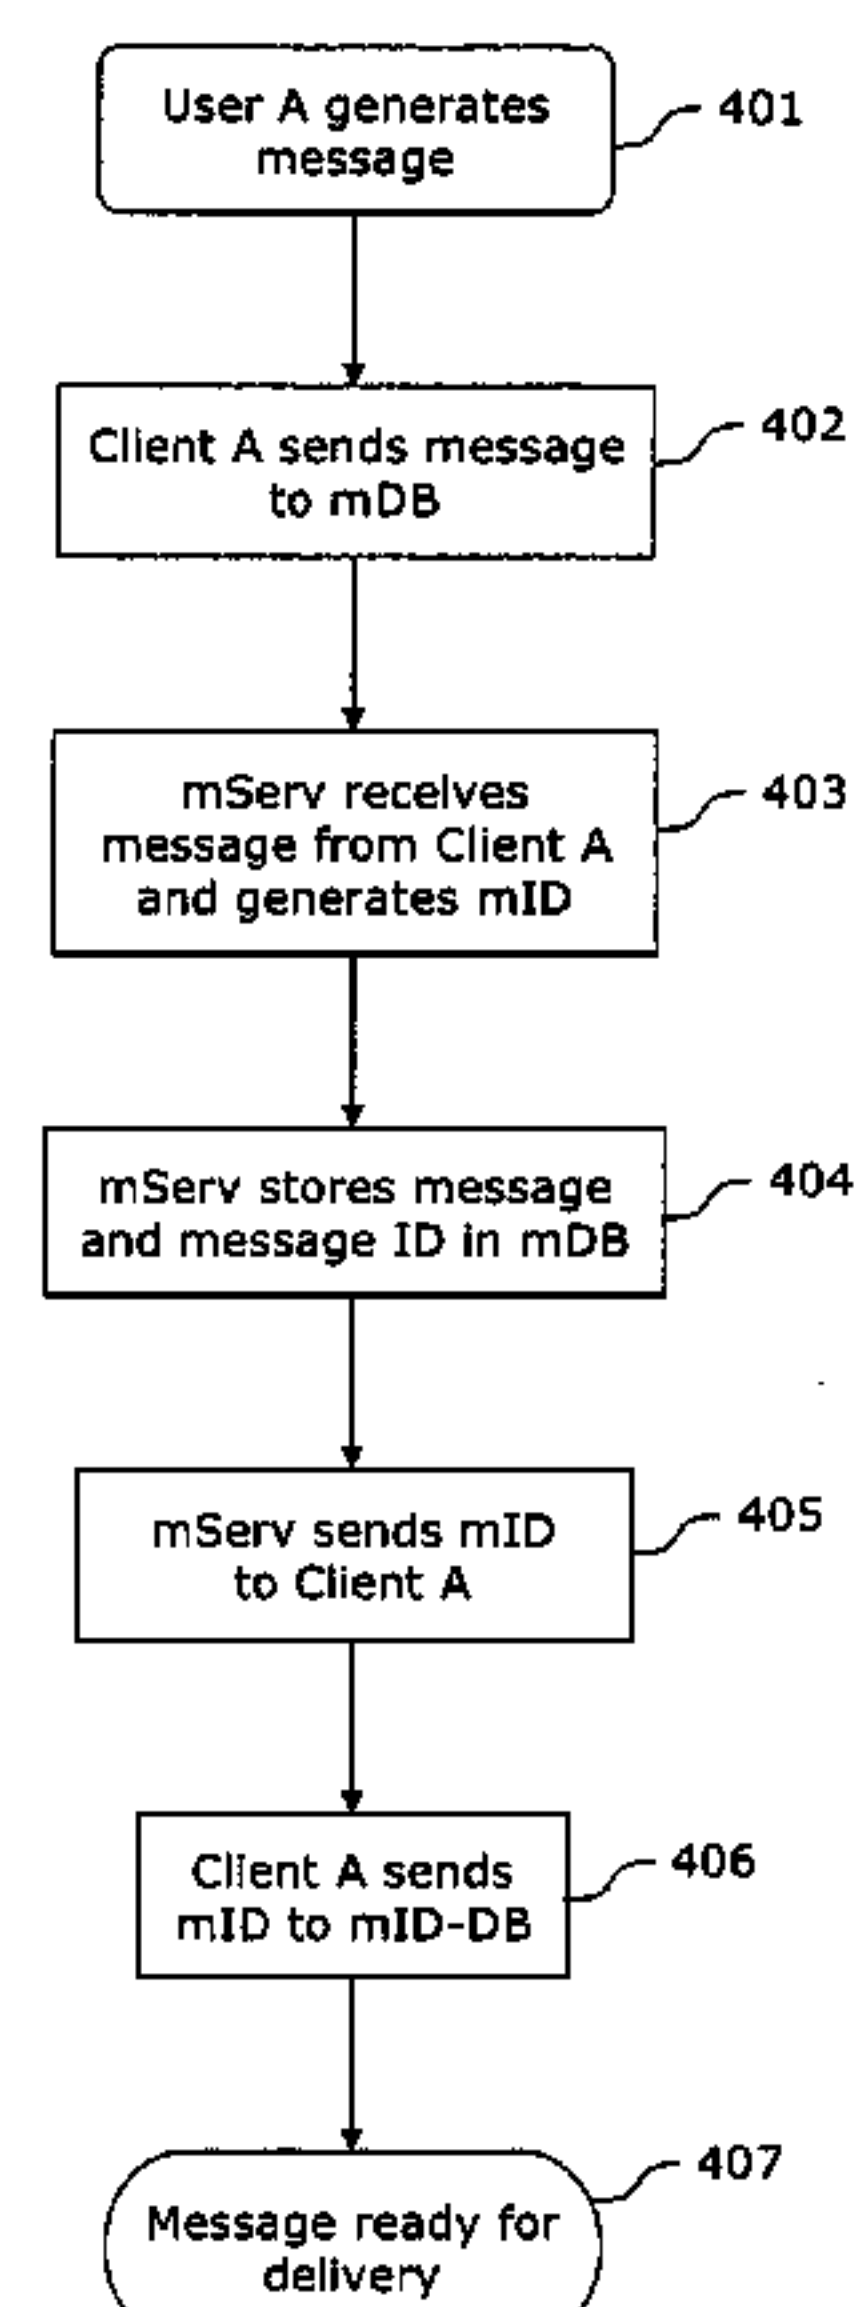 User A generates
message
401
Client A sends message
to mDB
402
mServ receives
message from Client A
and generates mID
403
mServ stores message
and message ID in mDB
404
mServ sends mID
to Client A
405
Client A sends
mID to mID-DB
406
Message ready for
delivery
407